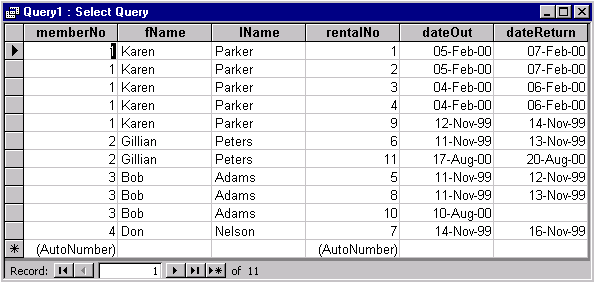 Query1 : Select Query
memberNo fName lName rentalNo dateOut dateReturn
1 Karen Parker 1 05-Feb-00 07-Feb-00
1 Karen Parker 2 05-Feb-00 07-Feb-00
1 Karen Parker 3 04-Feb-00 06-Feb-00
1 Karen Parker 4 04-Feb-00 06-Feb-00
1 Karen Parker 9 12-Nov-99 14-Nov-99
2 Gillian Peters 6 11-Nov-99 13-Nov-99
2 Gillian Peters 11 17-Aug-00 20-Aug-00
3 Bob Adams 5 11-Nov-99 12-Nov-99
3 Bob Adams 8 11-Nov-99 13-Nov-99
3 Bob Adams 10 10-Aug-00
4 Don Nelson 7 14-Nov-99 16-Nov-99
(AutoNumber) (AutoNumber)
Record: 1 of 11